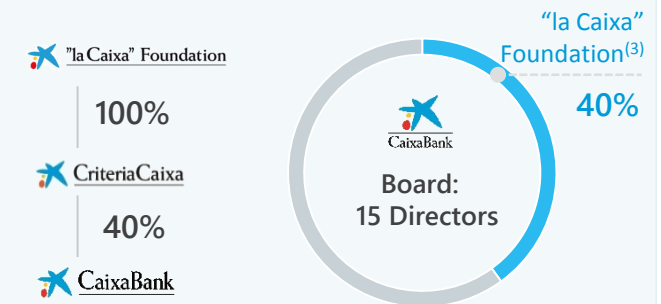 "la Caixa" Foundation
100%
CriteriaCaixa
40%
CaixaBank
“la Caixa”
Foundation(3)
40%
CaixaBank
Board:
15 Directors